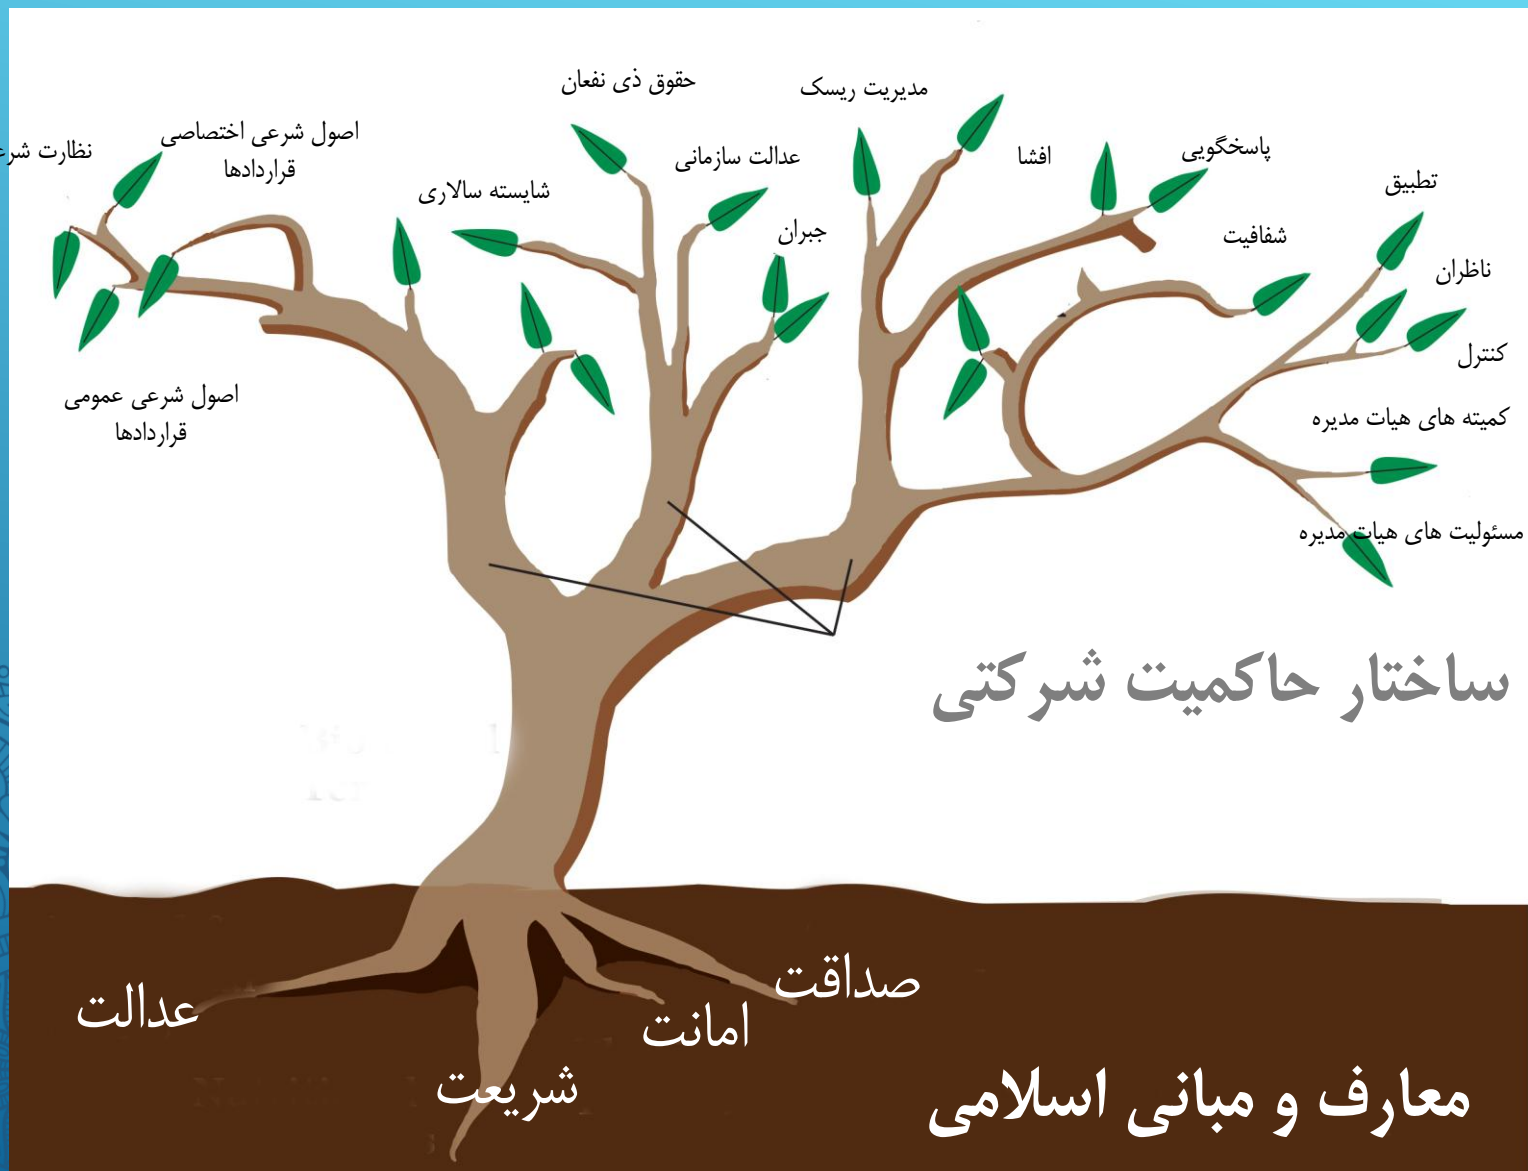 حقوق ذی نفعان
مدیریت ریسک
اصول شرعی اختصاصی
قراردادها
نظارت شرع
شایسته سالاری
عدالت سازمانی
جبران
افشا
پاسخگویی
تطبیق
شفافیت
ناظران
کنترل
کمیته های هیات مدیره
مسئولیت های هیات مدیره
اصول شرعی عمومی
قراردادها
ساختار حاکمیت شرکتی
صداقت
امانت
عدالت
شریعت
معارف و مبانی اسلامی